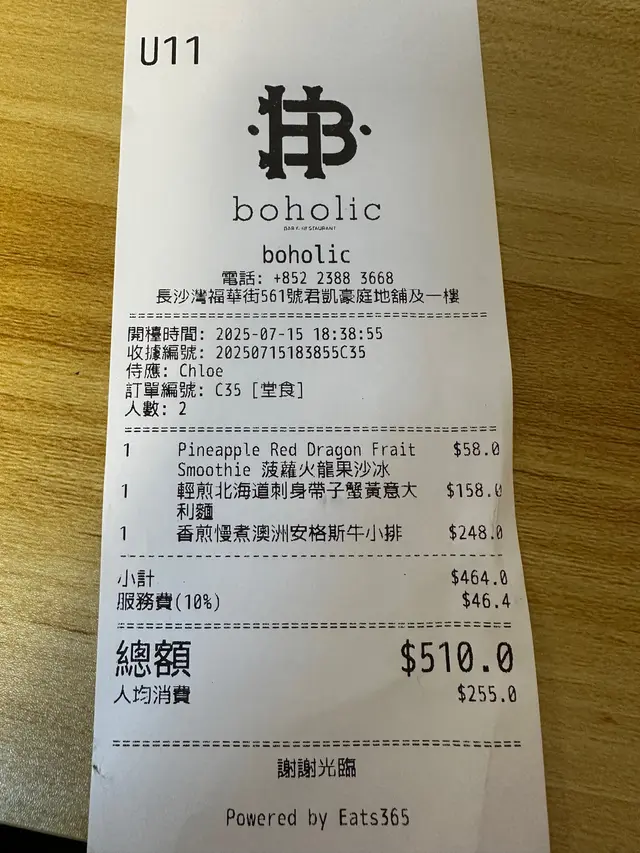 U11
HB
boholic
BAR & RESTAURANT
boholic
電話: +852 2388 3668
長沙灣福華街561號君凱豪庭地舖及一樓
開檯時間: 2025-07-15 18:38:55
收據編號: 20250715183855C35
侍應: Chloe
訂單編號: C35 [堂食]
人數: 2
1 Pineapple Red Dragon Frait $58.0
Smoothie 菠蘿火龍果沙冰
1 輕煎北海道刺身帶子蟹黃意大 $158.0
利麵
1 香煎慢煮澳洲安格斯牛小排 $248.0
小計 $464.0
服務費(10%) $46.4
總額 $510.0
人均消費 $255.0
謝謝光臨
Powered by Eats365